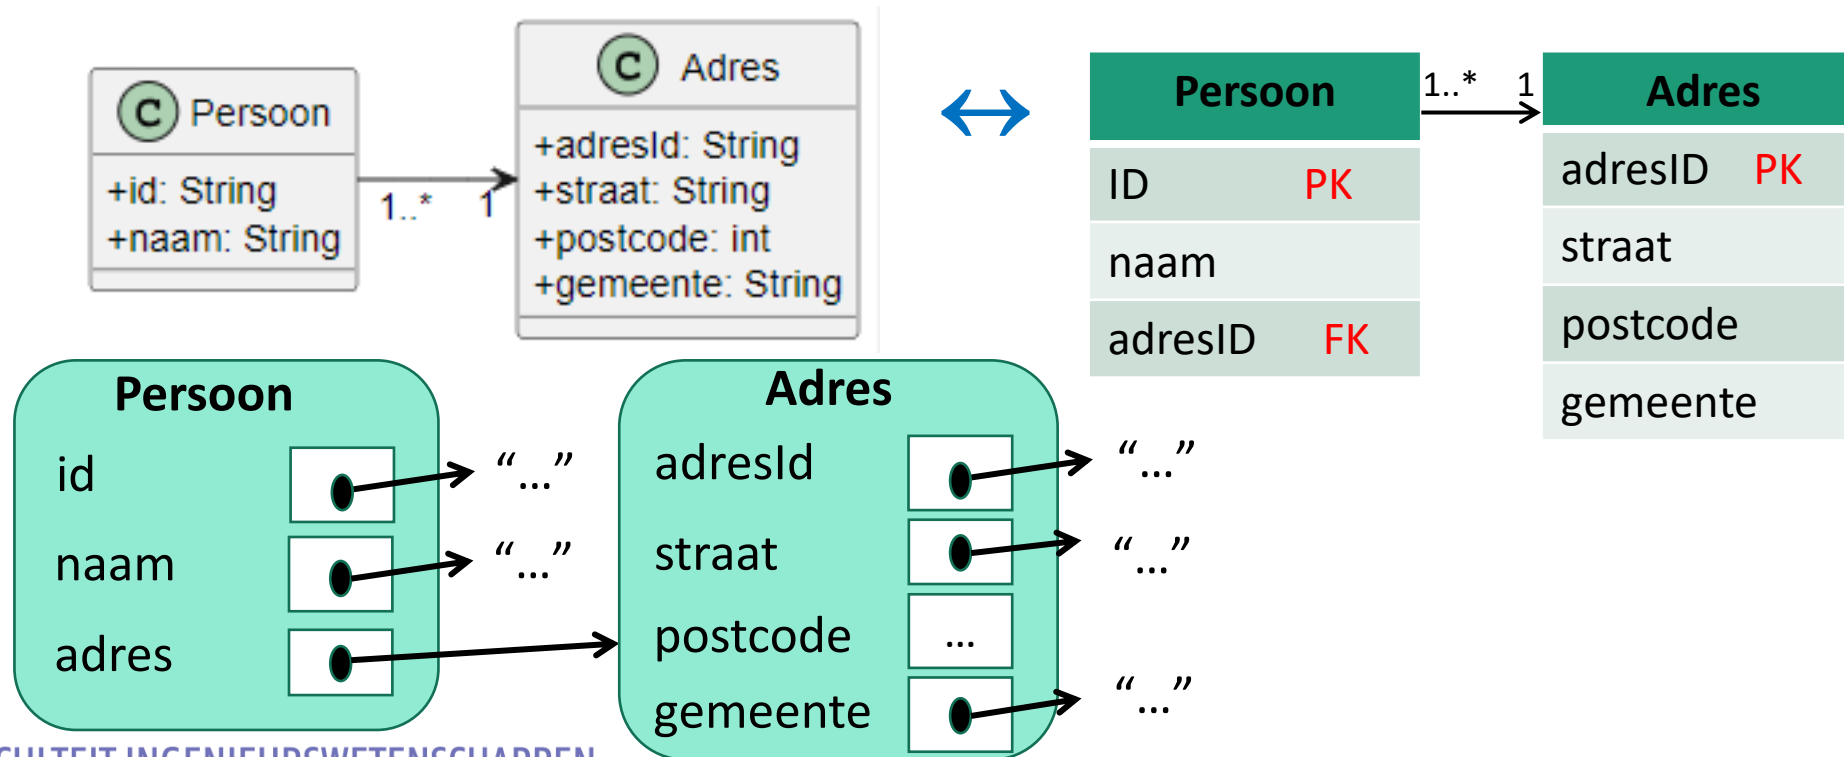 C Persoon
+id: String
+naam: String
1..* 1
C Adres
+adresId: String
+straat: String
+postcode: int
+gemeente: String
Persoon
ID PK
naam
adresID FK
1..* 1
Adres
adresID PK
straat
postcode
gemeente
Persoon
id “...”
naam “...”
adres
Adres
adresId “...”
straat “...”
postcode ...
gemeente “...”
INGENIEURSWETENSCHAPPEN